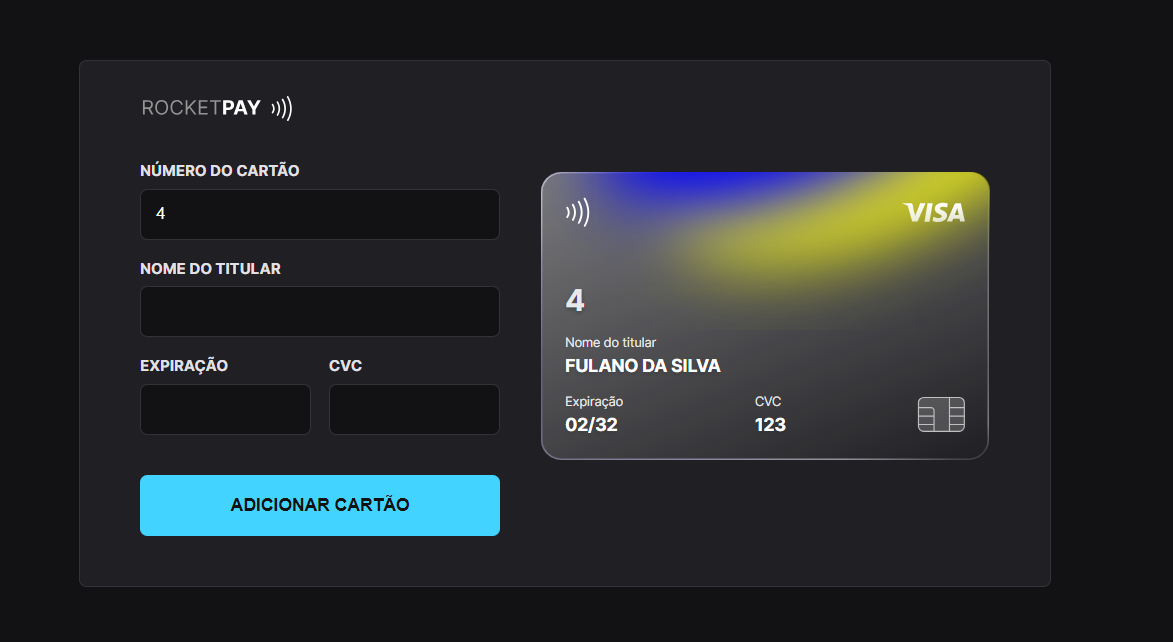 ROCKETPAY
NÚMERO DO CARTÃO
4
NOME DO TITULAR
EXPIRAÇÃO CVC
ADICIONAR CARTÃO
VISA
4
Nome do titular
FULANO DA SILVA
Expiração CVC
02/32 123